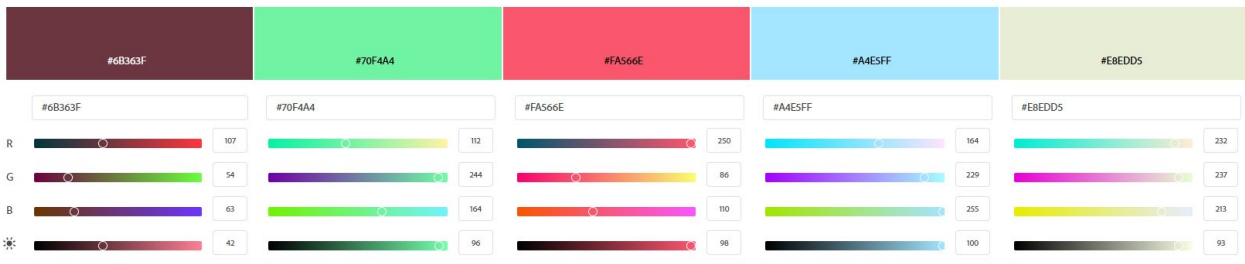 #6B363F #70F4A4 #FA566E #A4E5FF #E8EDD5
#6B363F #70F4A4 #FA566E #A4E5FF #E8EDD5
R 107 112 250 164 232
G 54 244 86 229 237
B 63 164 110 255 213
42 96 98 100 93